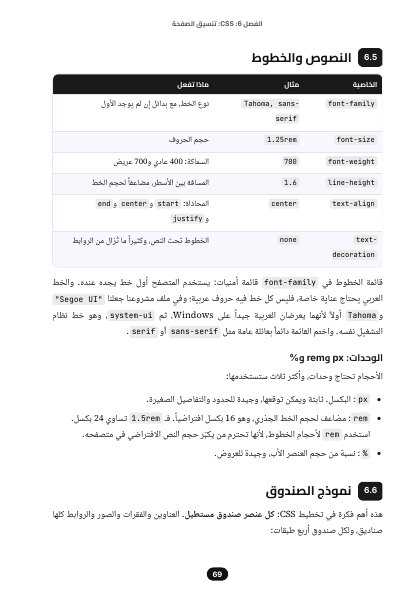 الفصل 6: CSS: تنسيق الصفحة
6.5 النصوص والخطوط
الخاصية مثال ماذا تفعل
font-family Tahoma, sans- نوع الخط، مع بدائل إن لم يوجد الأول
serif
font-size 1.25rem حجم الحروف
font-weight 700 السماكة: 400 عادي و700 عريض
line-height 1.6 المسافة بين الأسطر، مضاعفاً لحجم الخط
text-align center المحاذاة: start و center و end
و justify
text- none الخطوط تحت النص، وكثيراً ما تُزال من الروابط
decoration
قائمة الخطوط في font-family قائمة أمنيات: يستخدم المتصفح أول خط يجده عنده. والخط
العربي يحتاج عناية خاصة، فليس كل خط فيه حروف عربية؛ وفي ملف مشروعنا جعلنا "Segoe UI"
و Tahoma أولاً لأنهما يعرضان العربية جيداً على Windows، ثم system-ui ، وهو خط نظام
التشغيل نفسه. واختم القائمة دائماً بعائلة عامة مثل sans-serif أو serif .
الوحدات: px وrem و%
الأحجام تحتاج وحدات، وأكثر ثلاث ستستخدمها:
• px : البكسل. ثابتة ويمكن توقعها، وجيدة للحدود والتفاصيل الصغيرة.
• rem : مضاعف لحجم الخط الجذري، وهو 16 بكسل افتراضياً. فـ 1.5rem تساوي 24 بكسل.
استخدم rem لأحجام الخطوط، لأنها تحترم من يكبّر حجم النص الافتراضي في متصفحه.
• % : نسبة من حجم العنصر الأب، وجيدة للعروض.
6.6 نموذج الصندوق
هذه أهم فكرة في تخطيط CSS: كل عنصر صندوق مستطيل. العناوين والفقرات والصور والروابط كلها
صناديق، ولكل صندوق أربع طبقات:
69